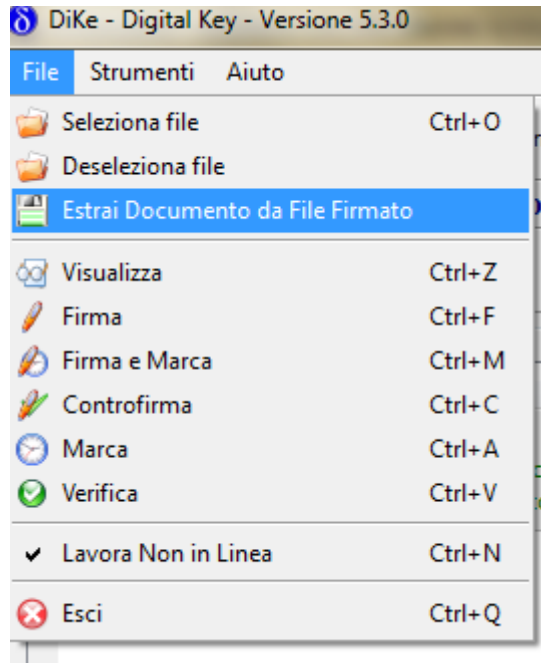 δ DiKe - Digital Key - Versione 5.3.0
File Strumenti Aiuto
Seleziona file Ctrl+O
Deseleziona file
Estrai Documento da File Firmato
Visualizza Ctrl+Z
Firma Ctrl+F
Firma e Marca Ctrl+M
Controfirma Ctrl+C
Marca Ctrl+A
Verifica Ctrl+V
Lavora Non in Linea Ctrl+N
Esci Ctrl+Q